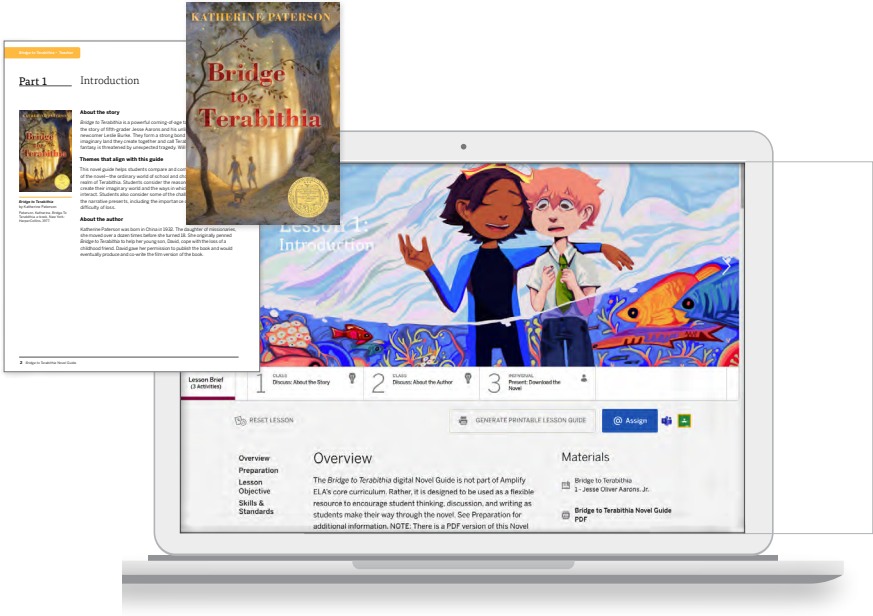 Bridge to Terabithia
Part 1
Introduction
About the story
Bridge to Terabithia is a powerful coming-of-age
the story of fifth-grader Jesse Aarons and his
newcomer Leslie Burke. They form a strong bond
imaginary land they create together and call
fantasy is threatened by unexpected tragedy.
Themes that align with this guide
This novel guide helps students compare and
of the novel—the ordinary world of school and
realm of Terabithia. Students consider the
create their imaginary world and the ways in which
interact. Students also consider some of the
the narrative presents, including the importance
difficulty of loss.
About the author
Katherine Paterson was born in China in 1932. The daughter of missionaries,
she moved over a dozen times before she turned 18. She originally penned
Bridge to Terabithia to help her young son, David, cope with the loss of a
childhood friend. David gave her permission to publish the book and would
eventually produce and co-write the film version of the book.
Bridge
to
Terabithia
Bridge to Terabithia
by Katherine Paterson
Paterson, Katherine. Bridge To
Terabithia, a book. New York:
HarperCollins, 1977.
2 Bridge to Terabithia Novel Guide
KATHERINE PATERSON
Bridge
to
Terabithia
Lesson 1:
Introduction
Lesson Brief
(3 Activities)
1
CLASS
Discuss: About the Story
2
CLASS
Discuss: About the Author
3
INDIVIDUAL
Present: Download the
Novel
RESET LESSON
GENERATE PRINTABLE LESSON GUIDE
Assign
Overview
Preparation
Lesson
Objective
Skills &
Standards
Overview
The Bridge to Terabithia digital Novel Guide is not part of Amplify
ELA's core curriculum. Rather, it is designed to be used as a flexible
resource to encourage student thinking, discussion, and writing as
students make their way through the novel. See Preparation for
additional information. NOTE: There is a PDF version of this Novel
Materials
Bridge to Terabithia
1 - Jesse Oliver Aarons, Jr.
Bridge to Terabithia Novel Guide
PDF